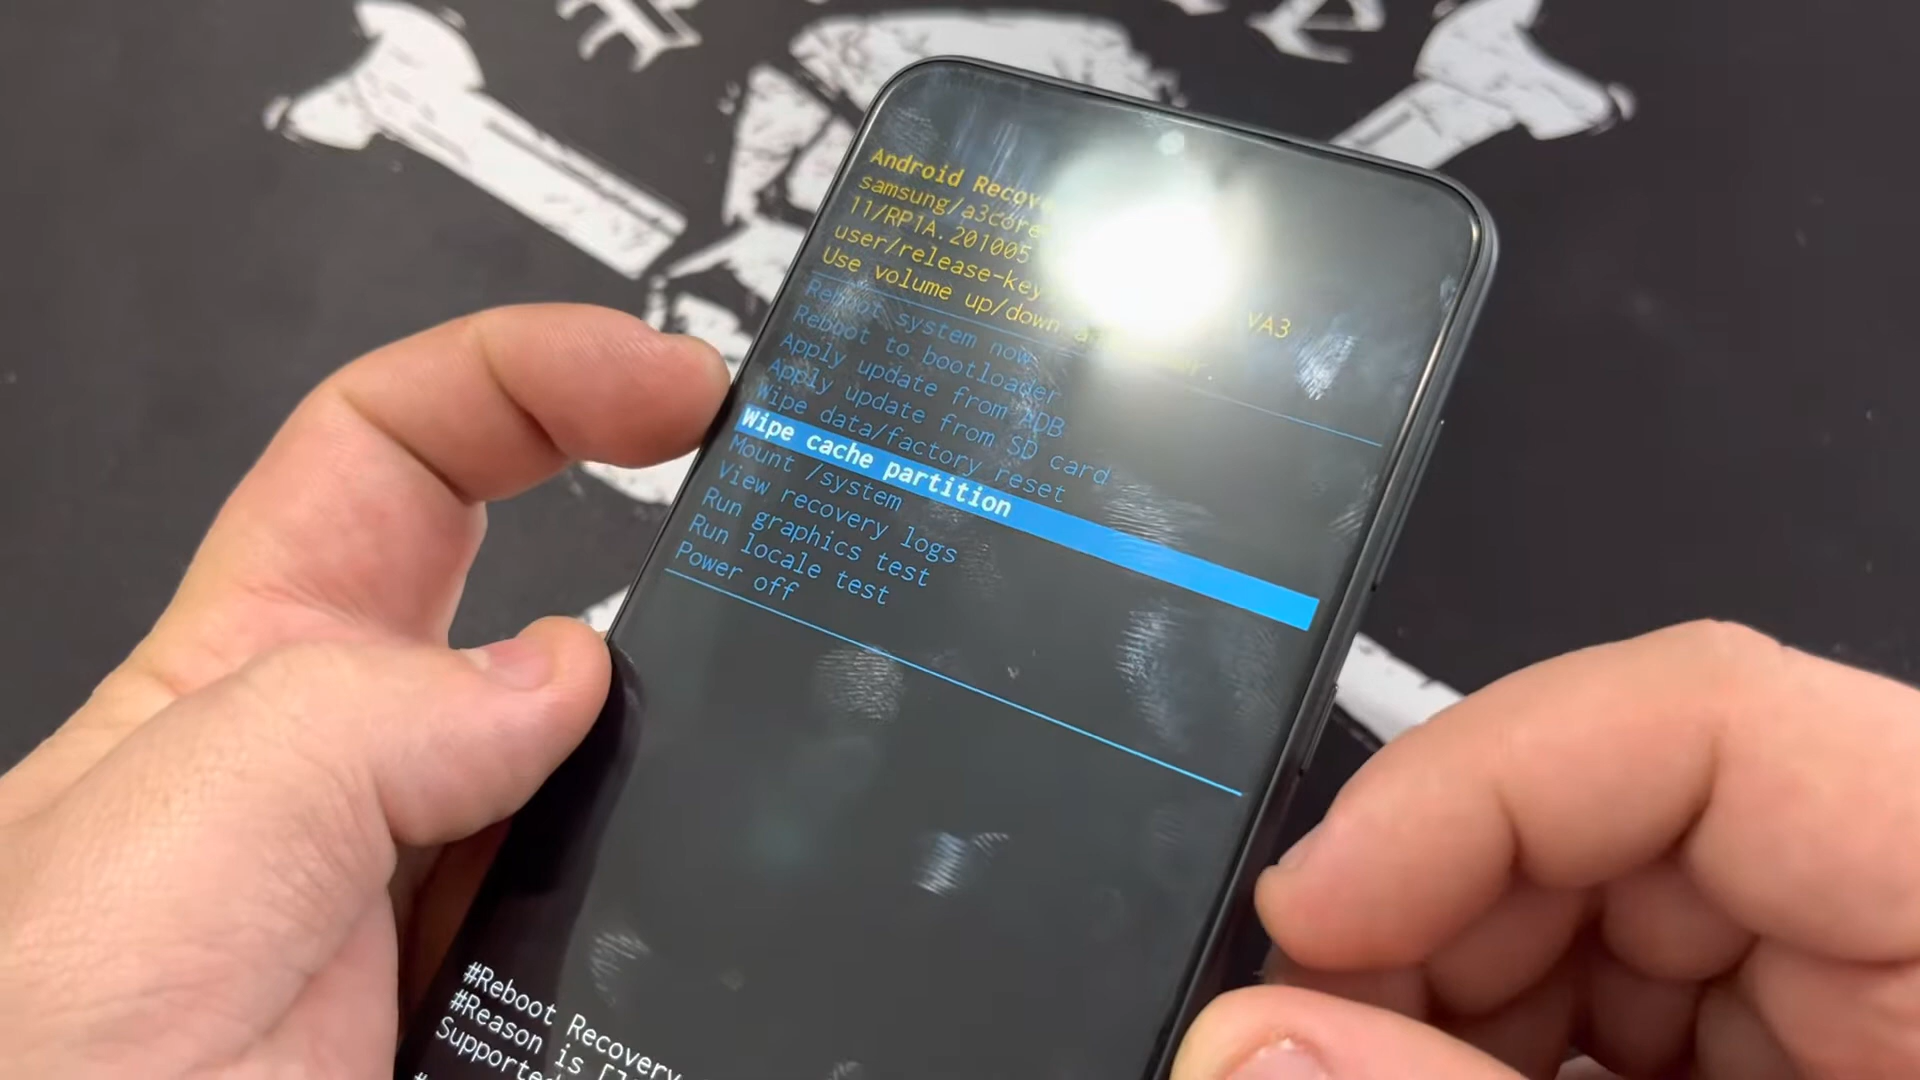 Android
samsung/a3core
11/RP1A.201005 VA3
user/release-key
Use volume up/down
Reboot system now
Reboot to bootloader
Apply update from ADB
Apply update from SD card
Wipe data/factory reset
Wipe cache partition
Mount /system
View recovery logs
Run graphics test
Run locale test
Power off
#Reboot Recovery
#Reason is
Supported